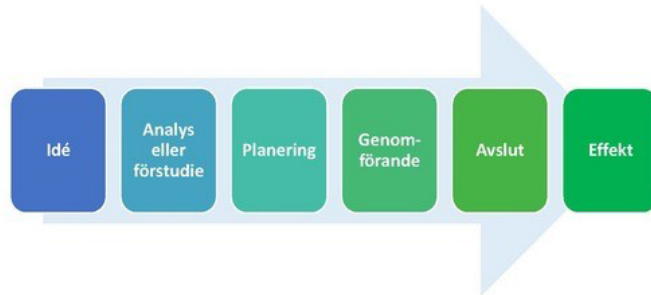 Idé
Analys
eller
förstudie
Planering
Genom-
förande
Avslut
Effekt